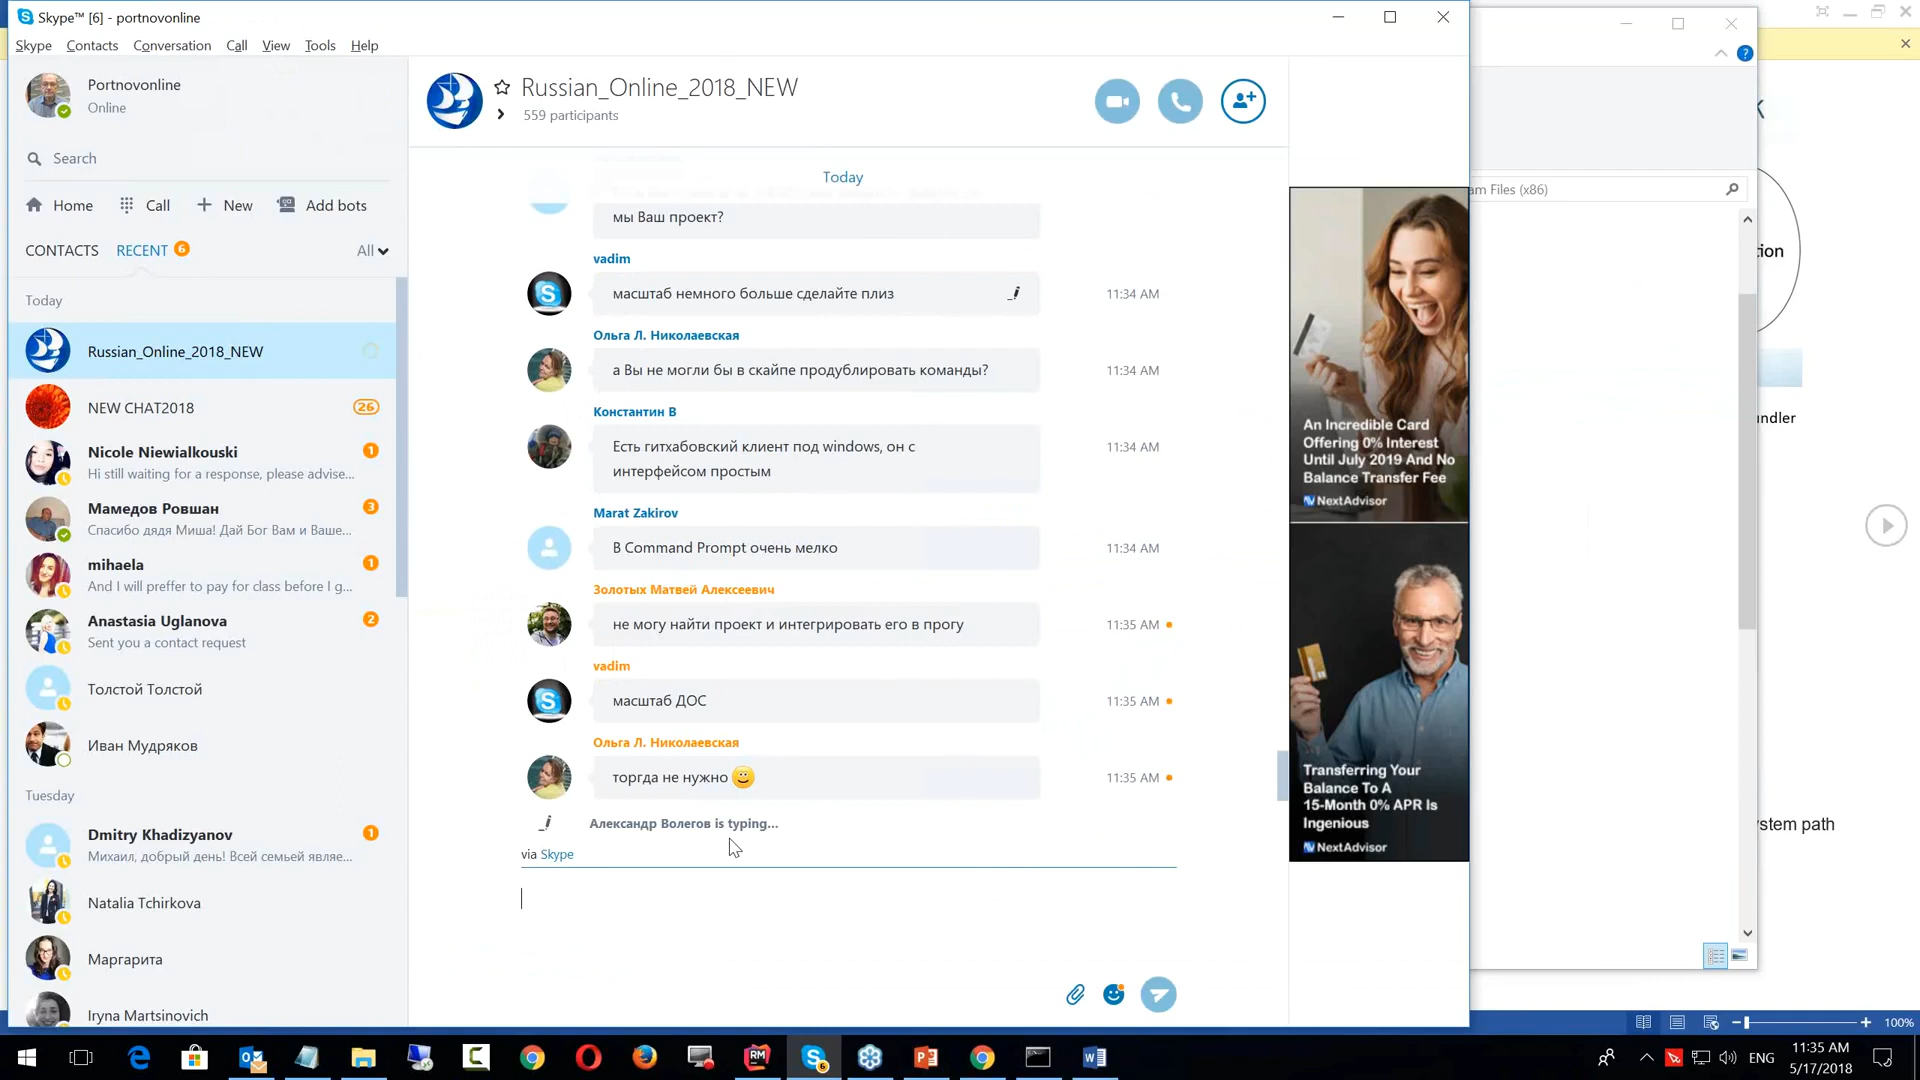 Skype™ [6] - portnovonline
Skype Contacts Conversation Call View Tools Help
Portnovonline
Online
Search
Home Call New Add bots
CONTACTS RECENT 6 All
Today
Russian_Online_2018_NEW
NEW CHAT2018 26
Nicole Niewialkouski 1
Hi still waiting for a response, please advise...
Мамедов Ровшан 3
Спасибо дядя Миша! Дай Бог Вам и Ваше...
mihaela 1
And I will preffer to pay for class before I g...
Anastasia Uglanova 2
Sent you a contact request
Толстой Толстой
Иван Мудряков
Tuesday
Dmitry Khadizyanov 1
Михаил, добрый день! Всей семьей являе...
Natalia Tchirkova
Маргарита
Iryna Martsinovich
Russian_Online_2018_NEW
559 participants
Today
мы Ваш проект?
vadim
масштаб немного больше сделайте плиз 11:34 AM
Ольга Л. Николаевская
а Вы не могли бы в скайпе продублировать команды? 11:34 AM
Константин В
Есть гитхабовский клиент под windows, он с 11:34 AM
интерфейсом простым
Marat Zakirov
В Command Prompt очень мелко 11:34 AM
Золотых Матвей Алексеевич
не могу найти проект и интегрировать его в прогу 11:35 AM
vadim
масштаб ДОС 11:35 AM
Ольга Л. Николаевская
торгда не нужно 11:35 AM
Александр Волегов is typing...
via Skype
An Incredible Card
Offering 0% Interest
Until July 2019 And No
Balance Transfer Fee
NextAdvisor
Transferring Your
Balance To A
15-Month 0% APR Is
Ingenious
NextAdvisor
am Files (x86)
tion
ndler
stem path
100%
ENG
11:35 AM
5/17/2018